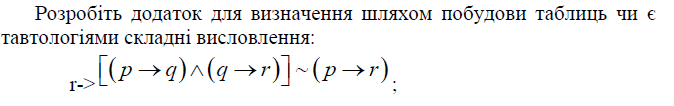 Розробіть додаток для визначення шляхом побудови таблиць чи є
тавтологіями складні висловлення:
r->[(p→q)∧(q→r)]~(p→r);